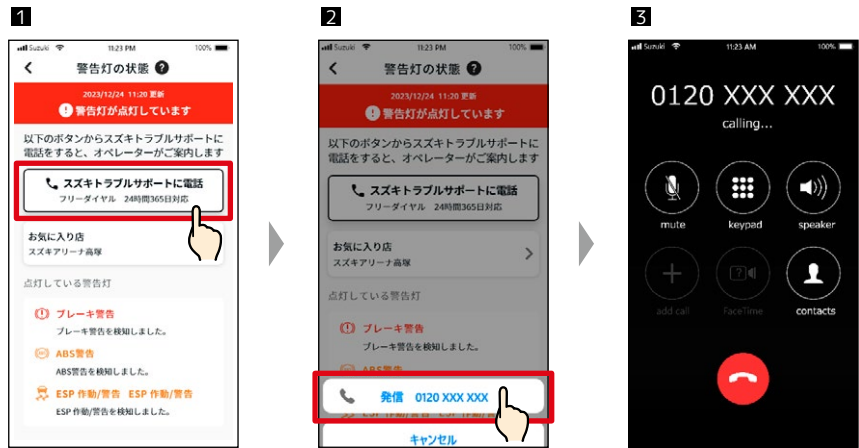 1
Suzuki 11:23 PM 100%
警告灯の状態 ?
2023/12/24 11:20 更新
! 警告灯が点灯しています
以下のボタンからスズキトラブルサポートに
電話をすると、オペレーターがご案内します
スズキトラブルサポートに電話
フリーダイヤル 24時間365日対応
お気に入り店
スズキアリーナ高塚
点灯している警告灯
ブレーキ警告
ブレーキ警告を検知しました。
ABS警告
ABS警告を検知しました。
ESP 作動/警告 ESP 作動/警告
ESP 作動/警告を検知しました。
2
Suzuki 11:23 PM 100%
警告灯の状態 ?
2023/12/24 11:20 更新
! 警告灯が点灯しています
以下のボタンからスズキトラブルサポートに
電話をすると、オペレーターがご案内します
スズキトラブルサポートに電話
フリーダイヤル 24時間365日対応
お気に入り店
スズキアリーナ高塚
点灯している警告灯
ブレーキ警告
ブレーキ警告を検知しました。
ABS警告
発信 0120 XXX XXX
ESP 作動/警告 ESP 作動/警告
キャンセル
3
Suzuki 11:23 AM 100%
0120 XXX XXX
calling...
mute keypad speaker
add call FaceTime contacts